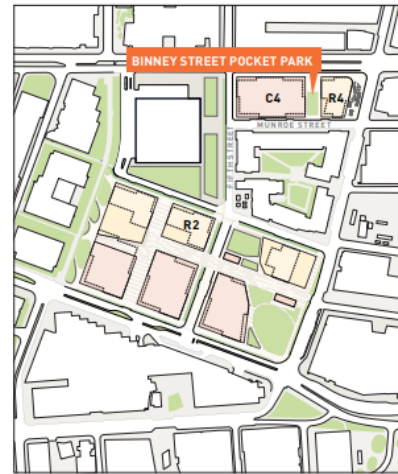 BINNEY STREET POCKET PARK
C4
R4
MUNROE STREET
FIFTH STREET
R2